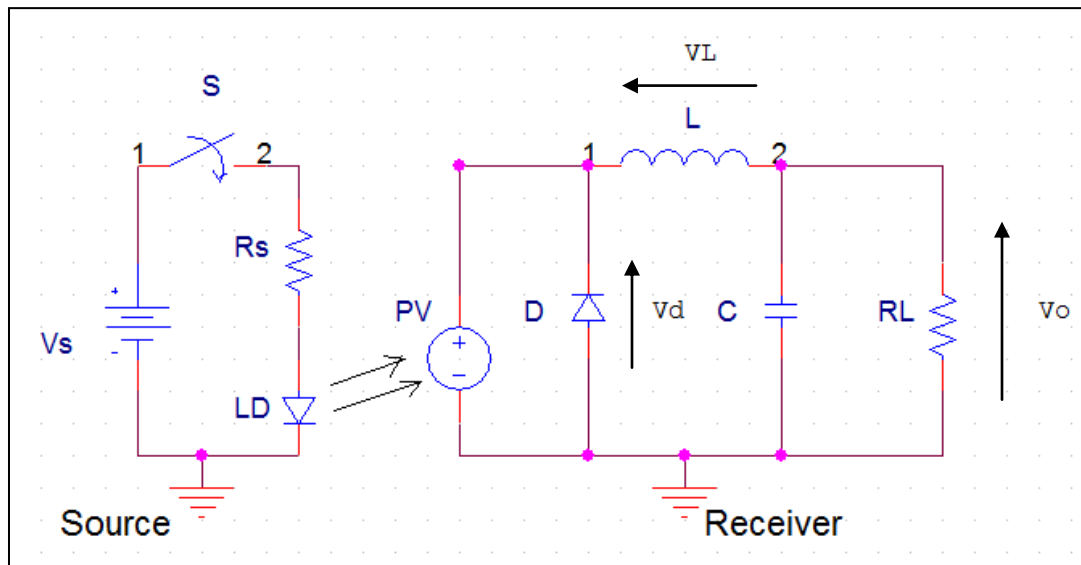 VL
S
L
1
2
1
2
Rs
+
Vs
-
PV
+
-
D
Vd
C
RL
Vo
LD
Source
Receiver